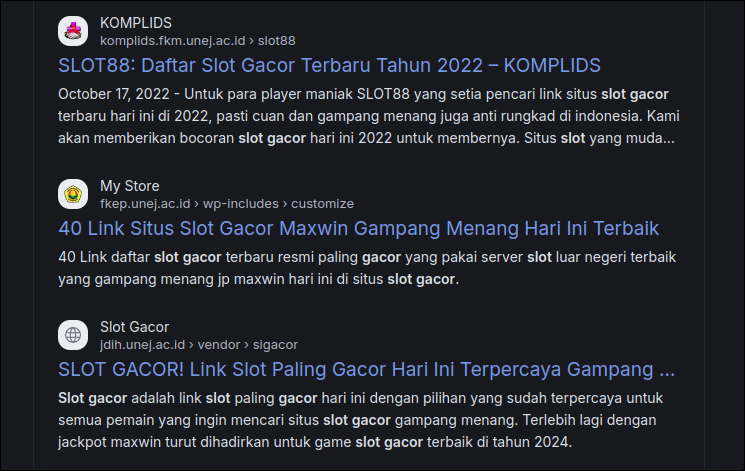 KOMPLIDS
komplids.fkm.unej.ac.id › slot88
SLOT88: Daftar Slot Gacor Terbaru Tahun 2022 – KOMPLIDS
October 17, 2022 - Untuk para player maniak SLOT88 yang setia pencari link situs slot gacor
terbaru hari ini di 2022, pasti cuan dan gampang menang juga anti rungkad di indonesia. Kami
akan memberikan bocoran slot gacor hari ini 2022 untuk membernya. Situs slot yang muda...
My Store
fkep.unej.ac.id › wp-includes › customize
40 Link Situs Slot Gacor Maxwin Gampang Menang Hari Ini Terbaik
40 Link daftar slot gacor terbaru resmi paling gacor yang pakai server slot luar negeri terbaik
yang gampang menang jp maxwin hari ini di situs slot gacor.
Slot Gacor
jdih.unej.ac.id › vendor › sigacor
SLOT GACOR! Link Slot Paling Gacor Hari Ini Terpercaya Gampang ...
Slot gacor adalah link slot paling gacor hari ini dengan pilihan yang sudah terpercaya untuk
semua pemain yang ingin mencari situs slot gacor gampang menang. Terlebih lagi dengan
jackpot maxwin turut dihadirkan untuk game slot gacor terbaik di tahun 2024.